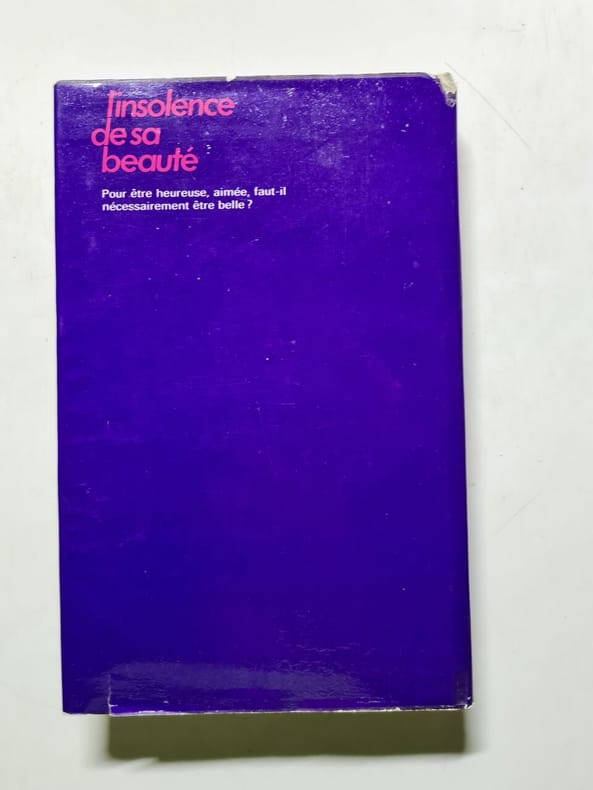 l'insolence
de sa
beauté
Pour être heureuse, aimée, faut-il
nécessairement être belle ?